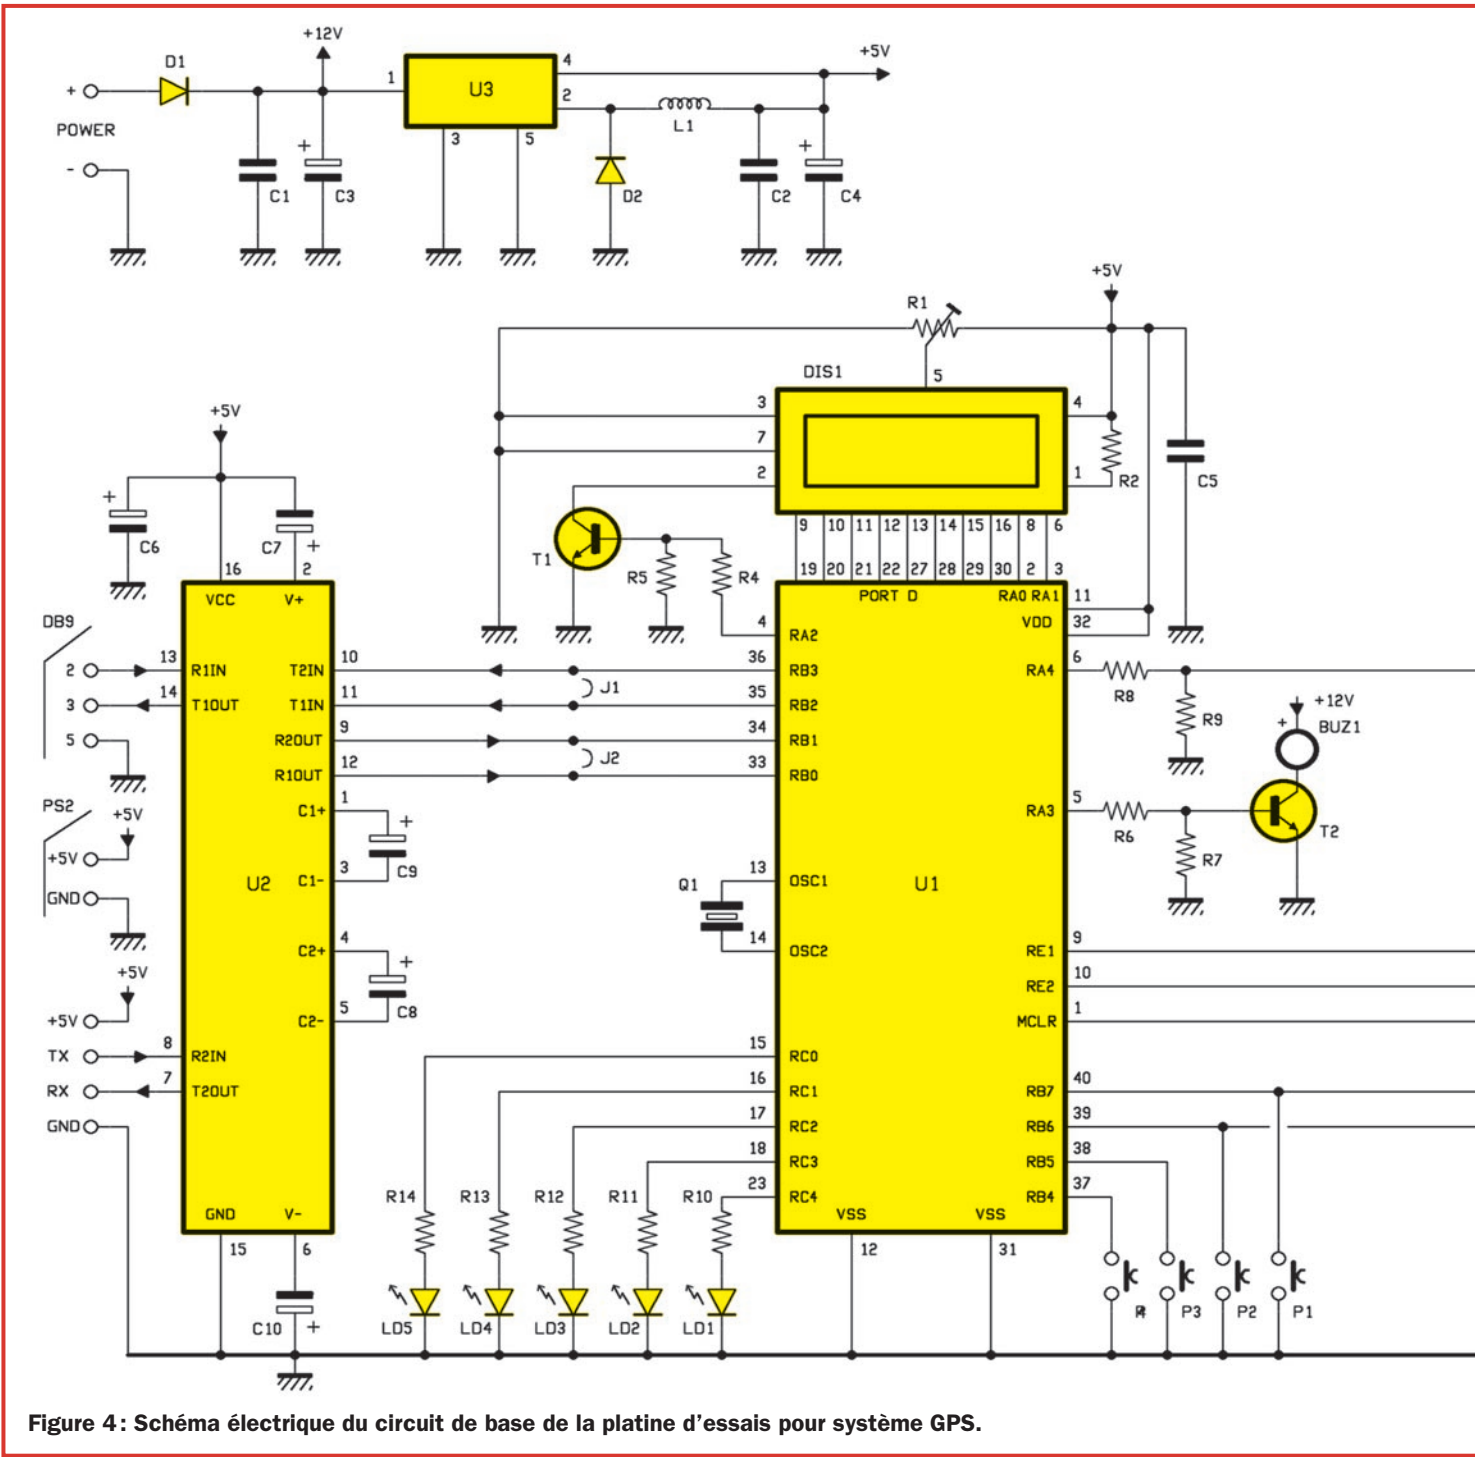 +12V
D1
+5V
1
U3
4
2
+
POWER
-
3
5
L1
+
+
C1
C3
D2
C2
C4
+5V
R1
DIS1
5
3
4
7
2
1
R2
C5
+5V
+
C6
C7
+
T1
R5
R4
9 10 11 12 13 14 15 16 8 6
19 20 21 22 27 28 29 30 2 3
PORT D
RA0 RA1
11
VDD
32
16
2
VCC
V+
DB9
2
13
R1IN
3
14
T1OUT
5
T2IN
10
T1IN
11
R2OUT
9
R1OUT
12
J1
J2
4
RA2
36
RB3
35
RB2
34
RB1
33
RB0
RA4
6
R8
R9
+12V
+
BUZ1
RA3
5
R6
R7
T2
PS2
+5V
+5V
GND
C1+
1
+
C9
C1-
3
U2
C2+
4
+
C8
C2-
5
Q1
13
OSC1
14
OSC2
U1
RE1
9
RE2
10
MCLR
1
+5V
+5V
TX
8
R2IN
RX
7
T2OUT
GND
15
RC0
16
RC1
17
RC2
18
RC3
23
RC4
RB7
40
RB6
39
RB5
38
RB4
37
GND
V-
15
6
C10
+
R14
R13
R12
R11
R10
LD5
LD4
LD3
LD2
LD1
VSS
VSS
12
31
P3
P2
P1
Figure 4: Schéma électrique du circuit de base de la platine d'essais pour système GPS.